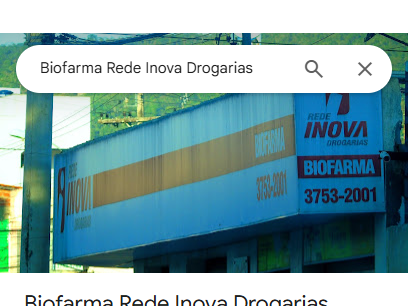 Biofarma Rede Inova Drogarias
REDE
INOVA
DROGARIAS
BIOFARMA
3753-2001
REDE
INOVA
DROGARIAS
BIOFARMA
3753-2001
Biofarma Rede Inova Drogarias